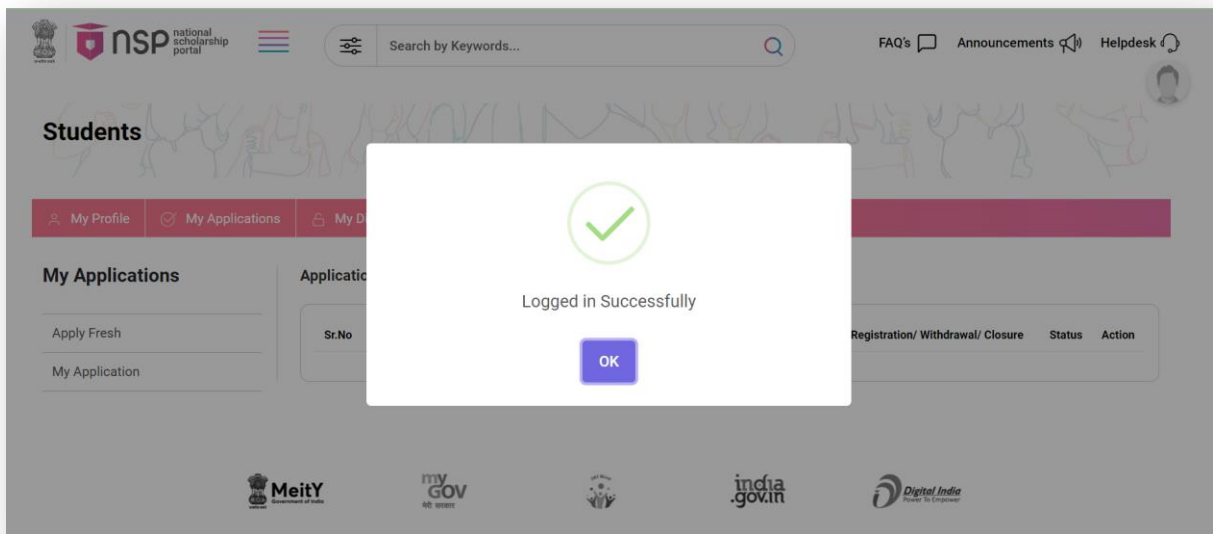 nsp national scholarship portal
Search by Keywords...
FAQ's
Announcements
Helpdesk
Students
My Profile
My Applications
My D
My Applications
Applicatio
Logged in Successfully
Apply Fresh
Sr.No
Registration/ Withdrawal/ Closure
Status
Action
OK
My Application
MeitY
Government of India
my
GOV
मेरी सरकार
india
.gov.in
Digital India
Power To Empower